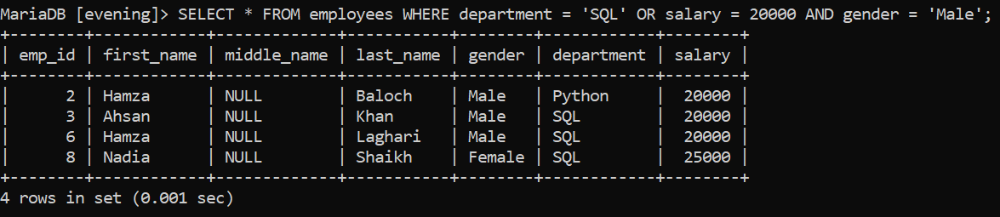 MariaDB [evening]> SELECT * FROM employees WHERE department = 'SQL' OR salary = 20000 AND gender = 'Male';
+--------+------------+-------------+-----------+--------+------------+--------+
| emp_id | first_name | middle_name | last_name | gender | department | salary |
+--------+------------+-------------+-----------+--------+------------+--------+
|      2 | Hamza      | NULL        | Baloch    | Male   | Python     |  20000 |
|      3 | Ahsan      | NULL        | Khan      | Male   | SQL        |  20000 |
|      6 | Hamza      | NULL        | Laghari   | Male   | SQL        |  20000 |
|      8 | Nadia      | NULL        | Shaikh    | Female | SQL        |  25000 |
+--------+------------+-------------+-----------+--------+------------+--------+
4 rows in set (0.001 sec)